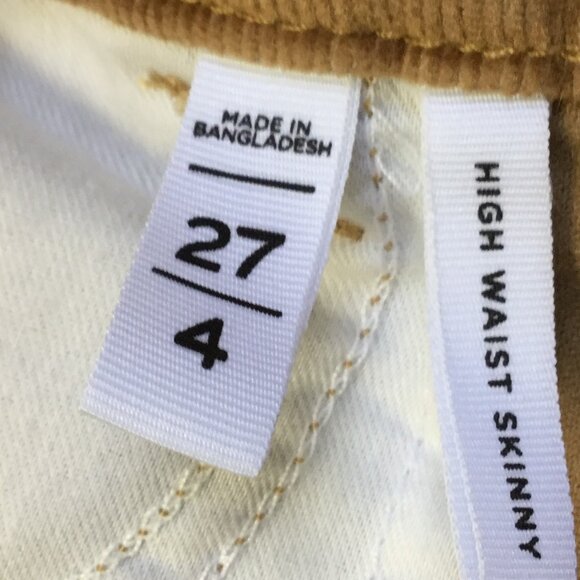 MADE IN
BANGLADESH
27
4
HIGH WAIST SKINNY